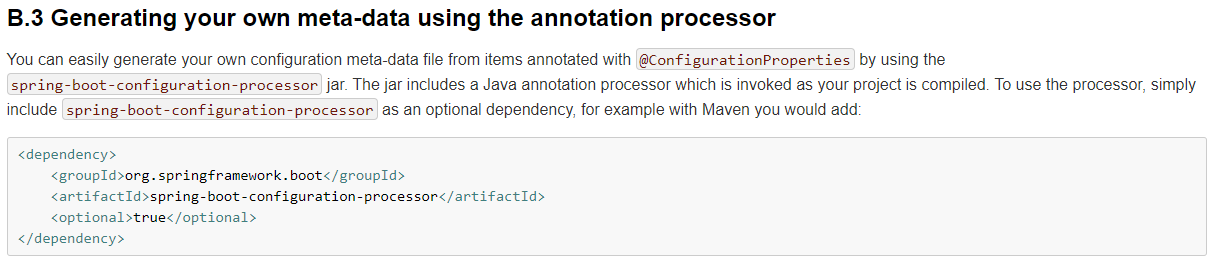 B.3 Generating your own meta-data using the annotation processor
You can easily generate your own configuration meta-data file from items annotated with @ConfigurationProperties by using the
spring-boot-configuration-processor jar. The jar includes a Java annotation processor which is invoked as your project is compiled. To use the processor, simply
include spring-boot-configuration-processor as an optional dependency, for example with Maven you would add:
<dependency>
    <groupId>org.springframework.boot</groupId>
    <artifactId>spring-boot-configuration-processor</artifactId>
    <optional>true</optional>
</dependency>